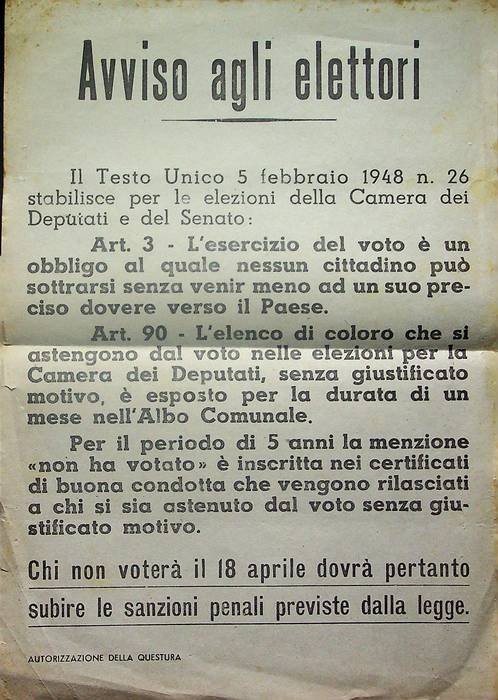 Avviso agli elettori
Il Testo Unico 5 febbraio 1948 n. 26
stabilisce per le elezioni della Camera dei
Deputati e del Senato:
Art. 3 - L'esercizio del voto è un
obbligo al quale nessun cittadino può
sottrarsi senza venir meno ad un suo pre-
ciso dovere verso il Paese.
Art. 90 - L'elenco di coloro che si
astengono dal voto nelle elezioni per la
Camera dei Deputati, senza giustificato
motivo, è esposto per la durata di un
mese nell'Albo Comunale.
Per il periodo di 5 anni la menzione
«non ha votato» è inscritta nei certificati
di buona condotta che vengono rilasciati
a chi si sia astenuto dal voto senza giu-
stificato motivo.
Chi non voterà il 18 aprile dovrà pertanto
subire le sanzioni penali previste dalla legge.
AUTORIZZAZIONE DELLA QUESTURA